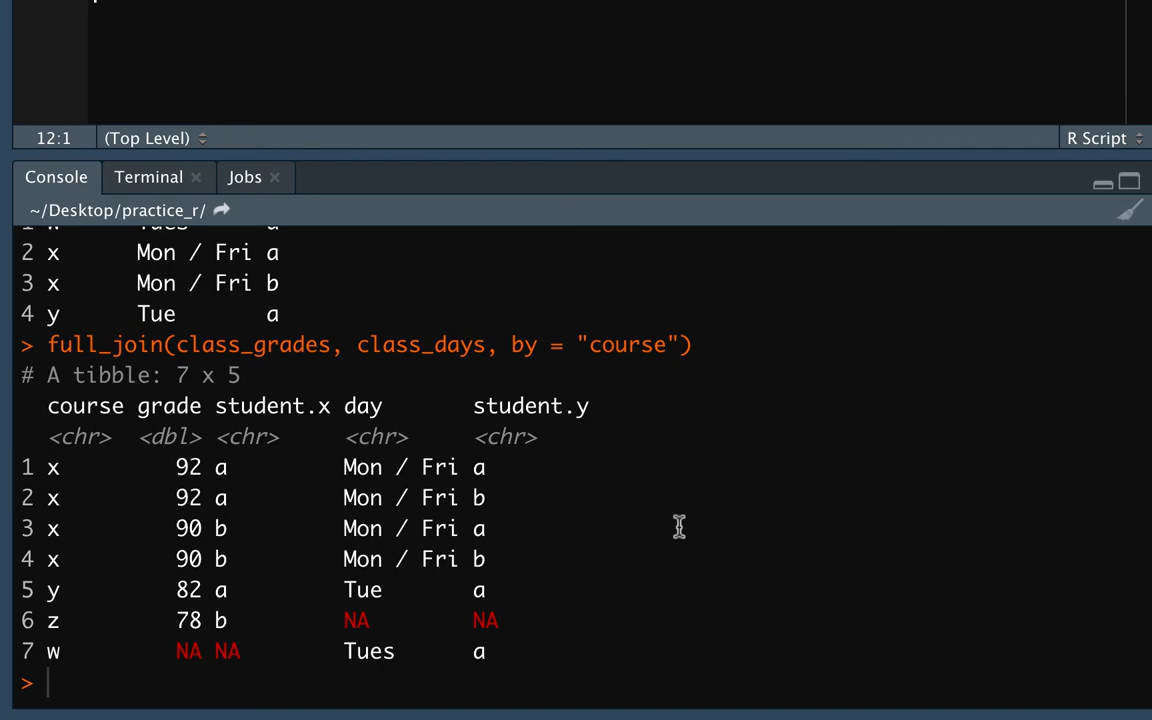 12:1 (Top Level) R Script
Console Terminal Jobs
~/Desktop/practice_r/
2 x Mon / Fri a
3 x Mon / Fri b
4 y Tue a
> full_join(class_grades, class_days, by = "course")
# A tibble: 7 x 5
course grade student.x day student.y
<chr> <dbl> <chr> <chr> <chr>
1 x 92 a Mon / Fri a
2 x 92 a Mon / Fri b
3 x 90 b Mon / Fri a
4 x 90 b Mon / Fri b
5 y 82 a Tue a
6 z 78 b NA NA
7 w NA NA Tues a
>